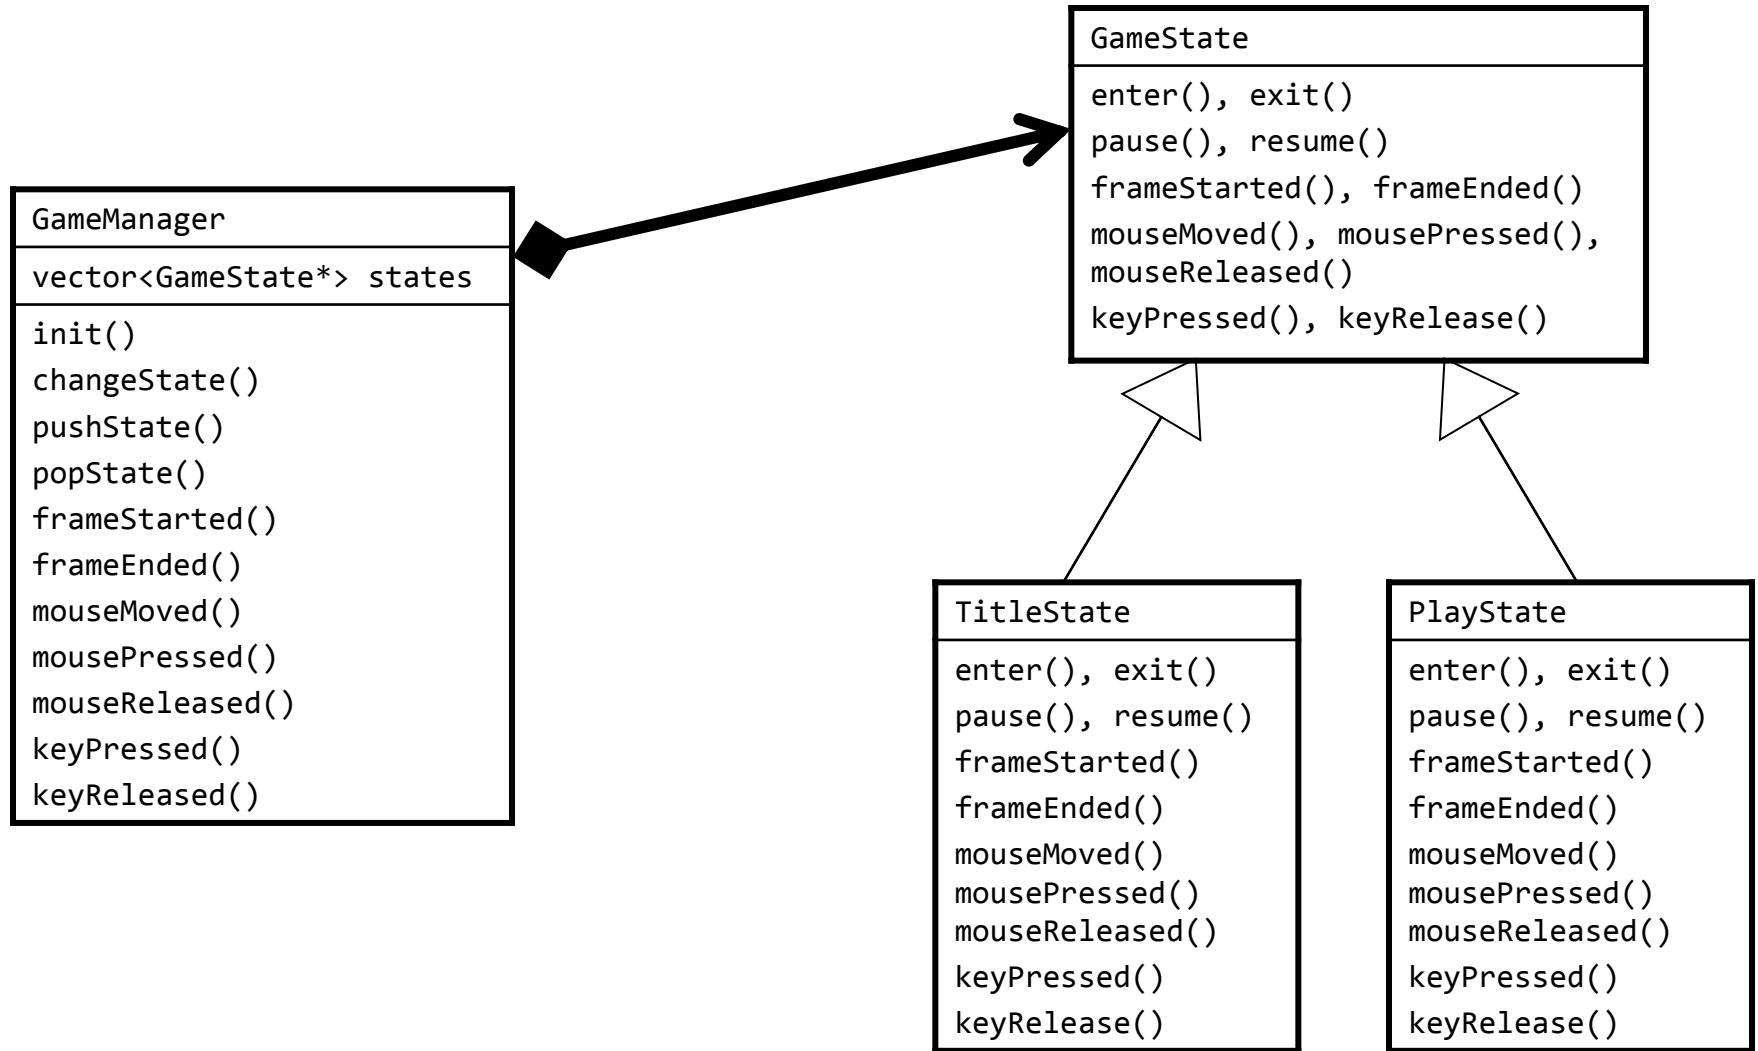 GameState
enter(), exit()
pause(), resume()
frameStarted(), frameEnded()
mouseMoved(), mousePressed(),
mouseReleased()
keyPressed(), keyRelease()
GameManager
vector<GameState*> states
init()
changeState()
pushState()
popState()
frameStarted()
frameEnded()
mouseMoved()
mousePressed()
mouseReleased()
keyPressed()
keyReleased()
TitleState
enter(), exit()
pause(), resume()
frameStarted()
frameEnded()
mouseMoved()
mousePressed()
mouseReleased()
keyPressed()
keyRelease()
PlayState
enter(), exit()
pause(), resume()
frameStarted()
frameEnded()
mouseMoved()
mousePressed()
mouseReleased()
keyPressed()
keyRelease()